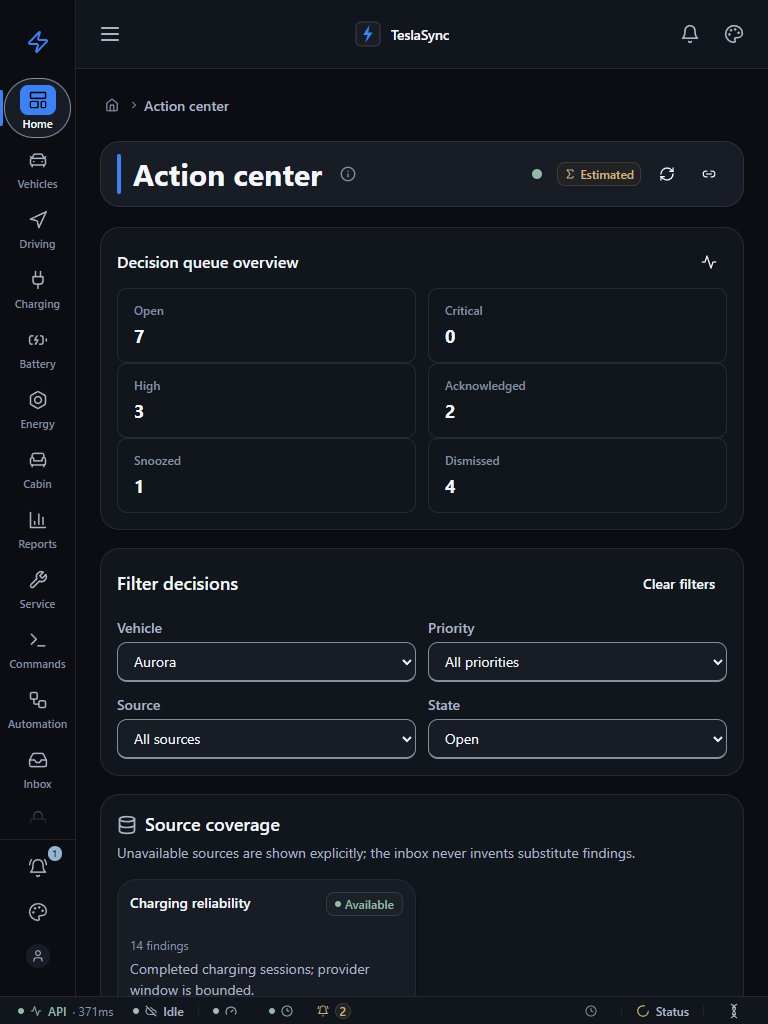 TeslaSync
Home
Vehicles
Driving
Charging
Battery
Energy
Cabin
Reports
Service
Commands
Automation
Inbox
1
Action center
Action center
Σ Estimated
Decision queue overview
Open
7
Critical
0
High
3
Acknowledged
2
Snoozed
1
Dismissed
4
Filter decisions
Clear filters
Vehicle
Aurora
Priority
All priorities
Source
All sources
State
Open
Source coverage
Unavailable sources are shown explicitly; the inbox never invents substitute findings.
Charging reliability
Available
14 findings
Completed charging sessions; provider
window is bounded.
API · 371ms
Idle
2
Status